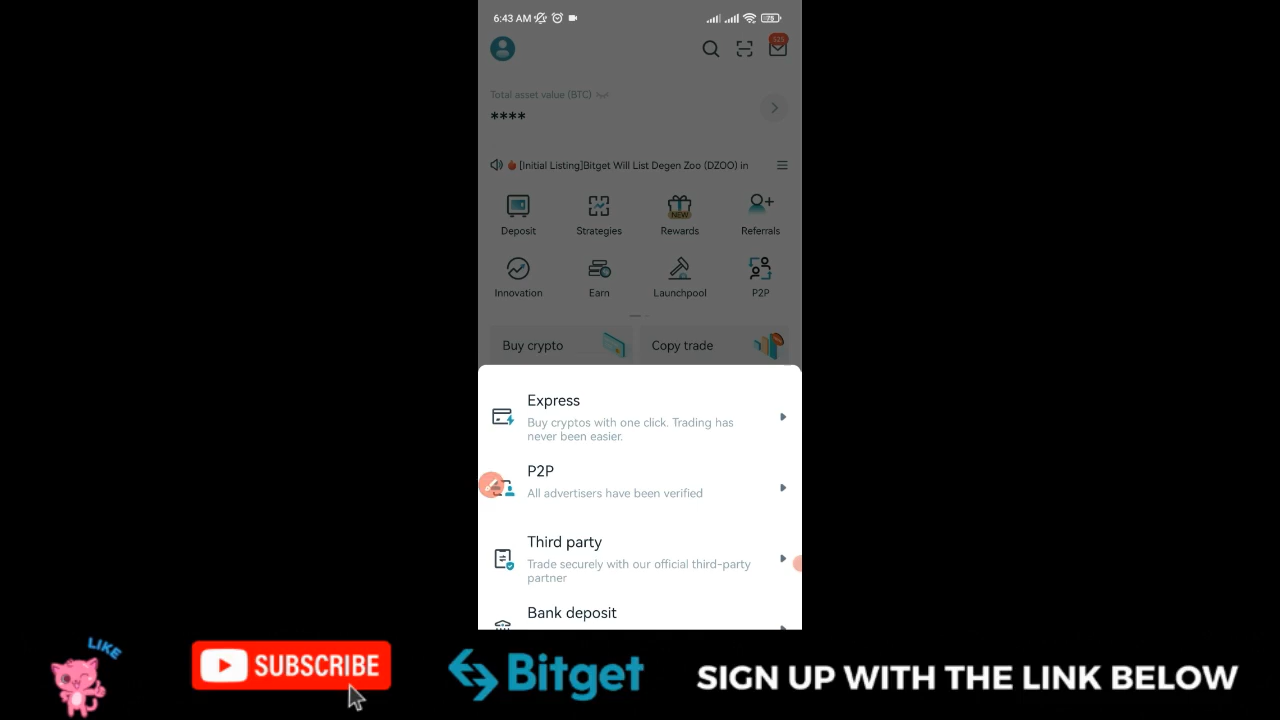 6:43 AM
78
525
Total asset value (BTC)
****
[Initial Listing]Bitget Will List Degen Zoo (DZOO) in
Deposit
Strategies
NEW
Rewards
Referrals
Innovation
Earn
Launchpool
P2P
Buy crypto
Copy trade
Express
Buy cryptos with one click. Trading has
never been easier.
P2P
All advertisers have been verified
Third party
Trade securely with our official third-party
partner
Bank deposit
LIKE
SUBSCRIBE
Bitget
SIGN UP WITH THE LINK BELOW